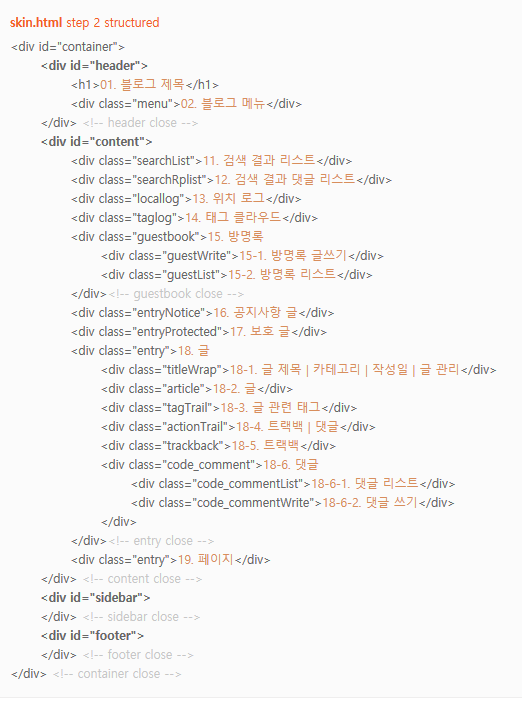 skin.html step 2 structured
<div id="container">
<div id="header">
<h1>01. 블로그 제목</h1>
<div class="menu">02. 블로그 메뉴</div>
</div> <!-- header close -->
<div id="content">
<div class="searchList">11. 검색 결과 리스트</div>
<div class="searchRplist">12. 검색 결과 댓글 리스트</div>
<div class="locallog">13. 위치 로그</div>
<div class="taglog">14. 태그 클라우드</div>
<div class="guestbook">15. 방명록
<div class="guestWrite">15-1. 방명록 글쓰기</div>
<div class="guestList">15-2. 방명록 리스트</div>
</div><!-- guestbook close -->
<div class="entryNotice">16. 공지사항 글</div>
<div class="entryProtected">17. 보호 글</div>
<div class="entry">18. 글
<div class="titleWrap">18-1. 글 제목 | 카테고리 | 작성일 | 글 관리</div>
<div class="article">18-2. 글</div>
<div class="tagTrail">18-3. 글 관련 태그</div>
<div class="actionTrail">18-4. 트랙백 | 댓글</div>
<div class="trackback">18-5. 트랙백</div>
<div class="code_comment">18-6. 댓글
<div class="code_commentList">18-6-1. 댓글 리스트</div>
<div class="code_commentWrite">18-6-2. 댓글 쓰기</div>
</div>
</div><!-- entry close -->
<div class="entry">19. 페이지</div>
</div> <!-- content close -->
<div id="sidebar">
</div> <!-- sidebar close -->
<div id="footer">
</div> <!-- footer close -->
</div> <!-- container close -->